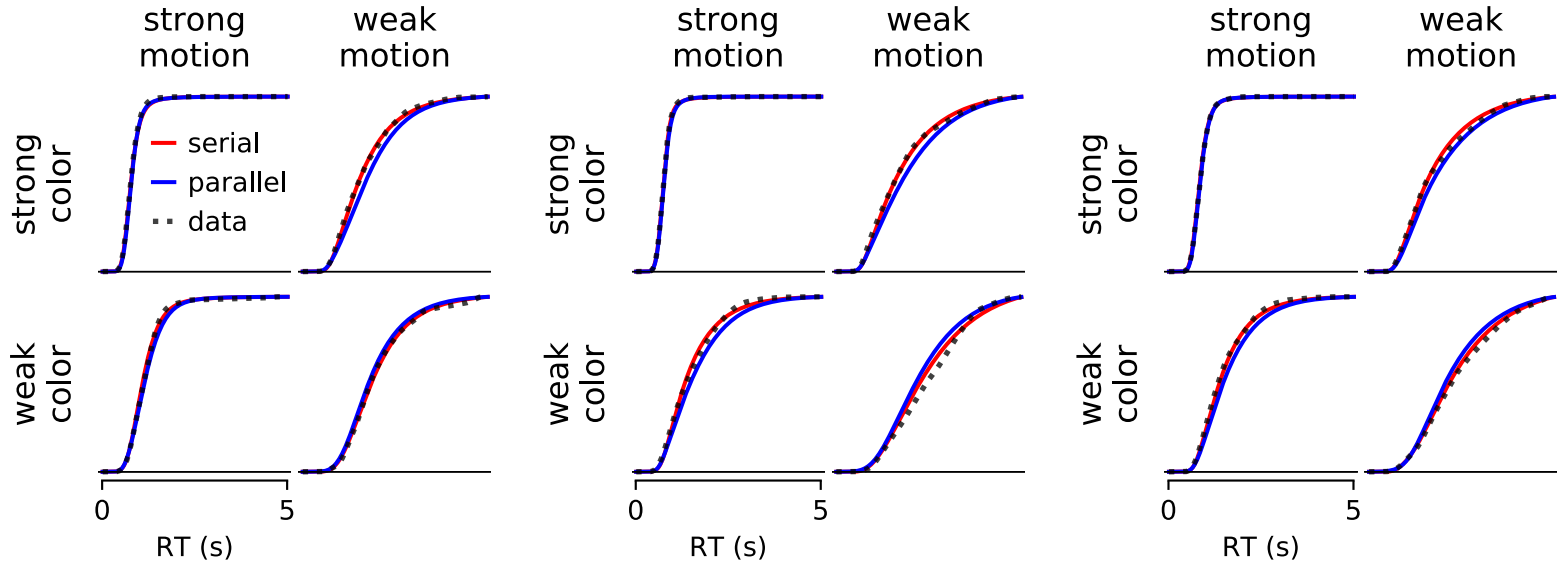 strong
motion
weak
motion
strong
color
serial
parallel
data
weak
color
0
5
RT (s)
strong
motion
weak
motion
strong
color
weak
color
0
5
RT (s)
strong
motion
weak
motion
strong
color
weak
color
0
5
RT (s)